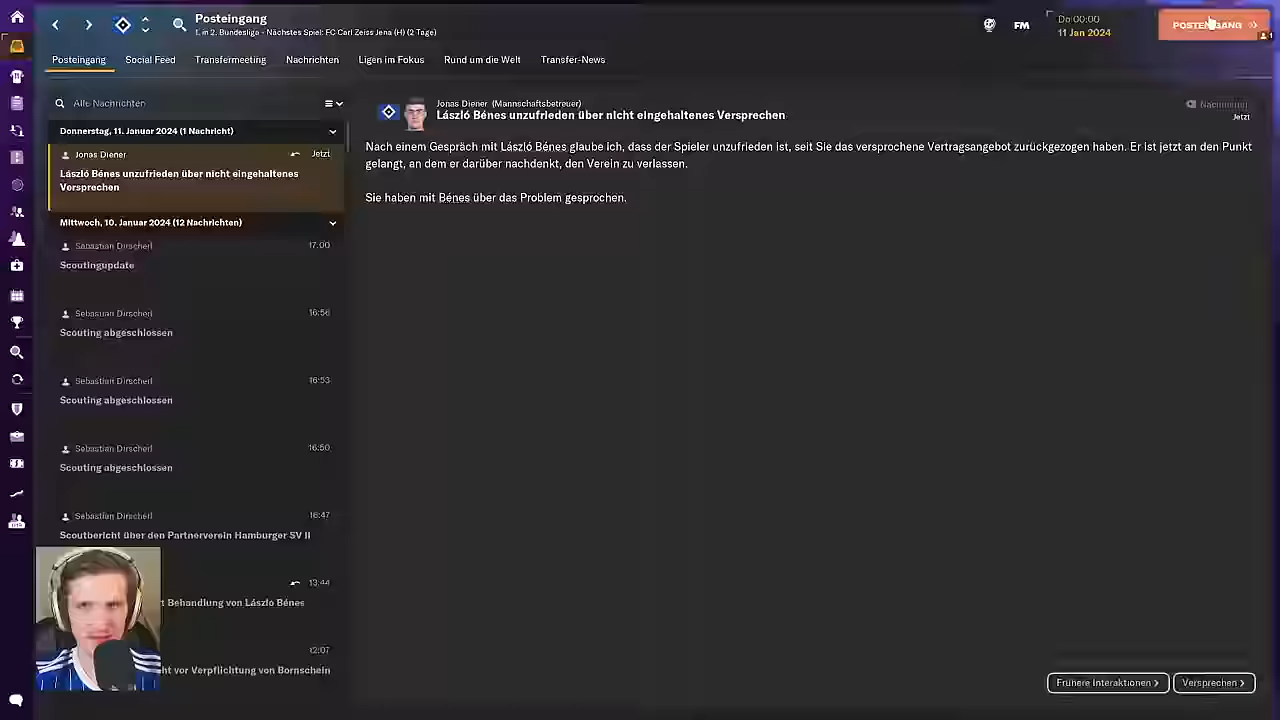 Posteingang
1. in 2. Bundesliga - Nächstes Spiel: FC Carl Zeiss Jena (H) (2 Tage)
FM
Do 00:00
11 Jan 2024
POSTEINGANG
1
Posteingang
Social Feed
Transfermeeting
Nachrichten
Ligen im Fokus
Rund um die Welt
Transfer-News
Alle Nachrichten
Donnerstag, 11. Januar 2024 (1 Nachricht)
Jonas Diener
Jetzt
László Bénes unzufrieden über nicht eingehaltenes
Versprechen
Mittwoch, 10. Januar 2024 (12 Nachrichten)
Sebastian Dirscherl
17:00
Scoutingupdate
Sebastian Dirscherl
16:56
Scouting abgeschlossen
Sebastian Dirscherl
16:53
Scouting abgeschlossen
Sebastian Dirscherl
16:50
Scouting abgeschlossen
Sebastian Dirscherl
16:47
Scoutbericht über den Partnerverein Hamburger SV II
13:44
Behandlung von László Bénes
12:07
ht vor Verpflichtung von Bornschein
Jonas Diener (Mannschaftsbetreuer)
László Bénes unzufrieden über nicht eingehaltenes Versprechen
Jetzt
Nach einem Gespräch mit László Bénes glaube ich, dass der Spieler unzufrieden ist, seit Sie das versprochene Vertragsangebot zurückgezogen haben. Er ist jetzt an den Punkt
gelangt, an dem er darüber nachdenkt, den Verein zu verlassen.
Sie haben mit Bénes über das Problem gesprochen.
Frühere Interaktionen
Versprechen